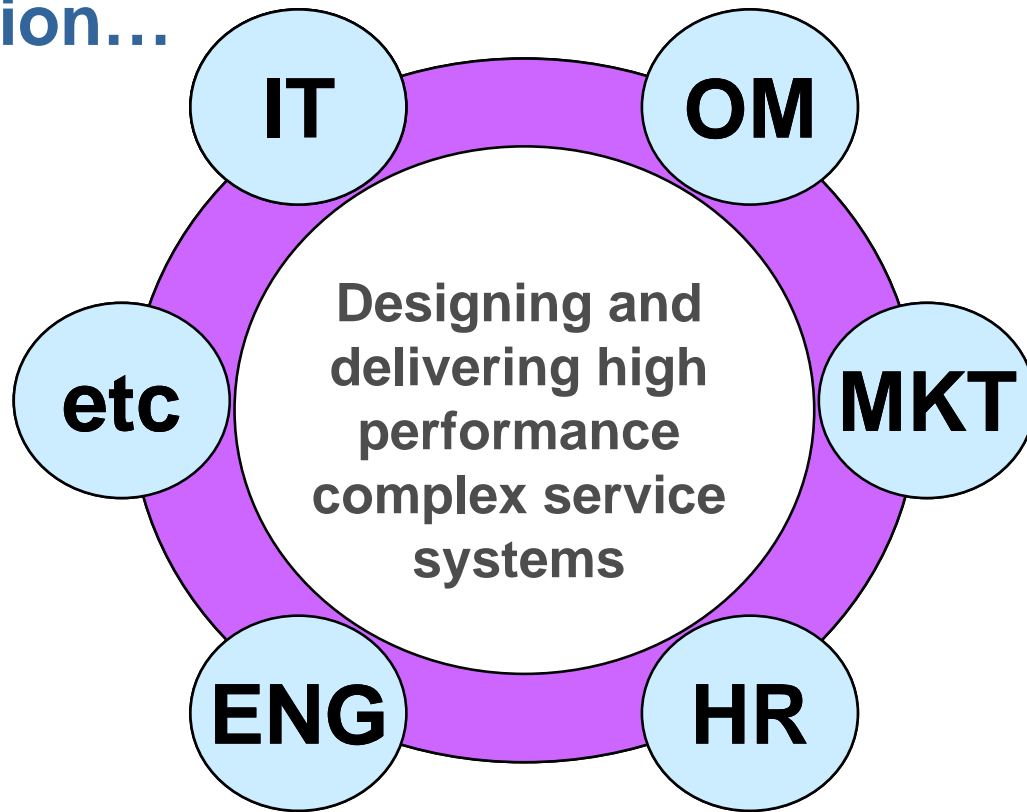 ion…
IT
OM
etc
Designing and
delivering high
performance
complex service
systems
MKT
ENG
HR